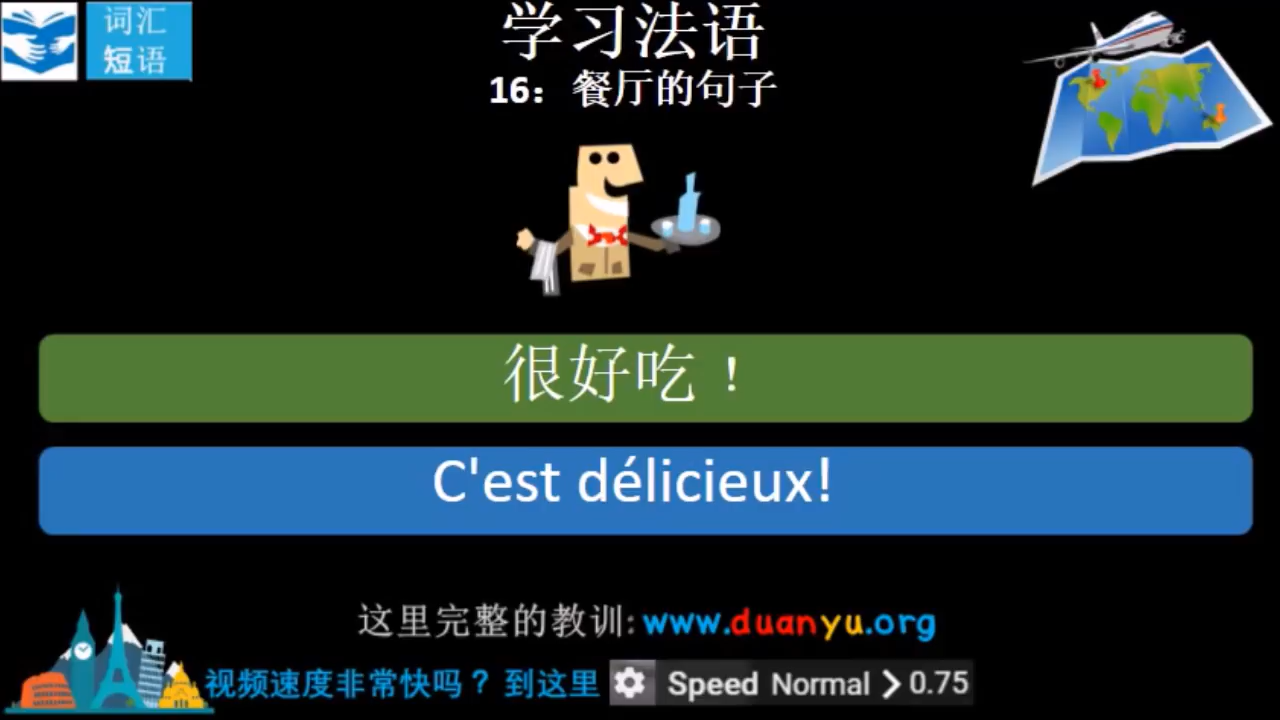 词汇
短语
学习法语
16：餐厅的句子
很好吃！
C'est délicieux!
这里完整的教训: www.duanyu.org
视频速度非常快吗？ 到这里 Speed Normal > 0.75